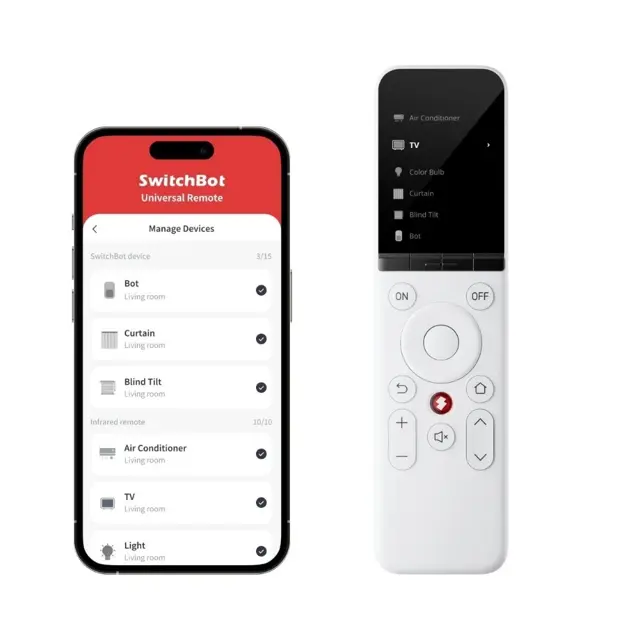 SwitchBot
Universal Remote
Manage Devices
SwitchBot device 3/15
Bot
Living room
Curtain
Living room
Blind Tilt
Living room
Infrared remote 10/10
Air Conditioner
Living room
TV
Living room
Light
Living room
Air Conditioner
TV
Color Bulb
Curtain
Blind Tilt
Bot
ON OFF